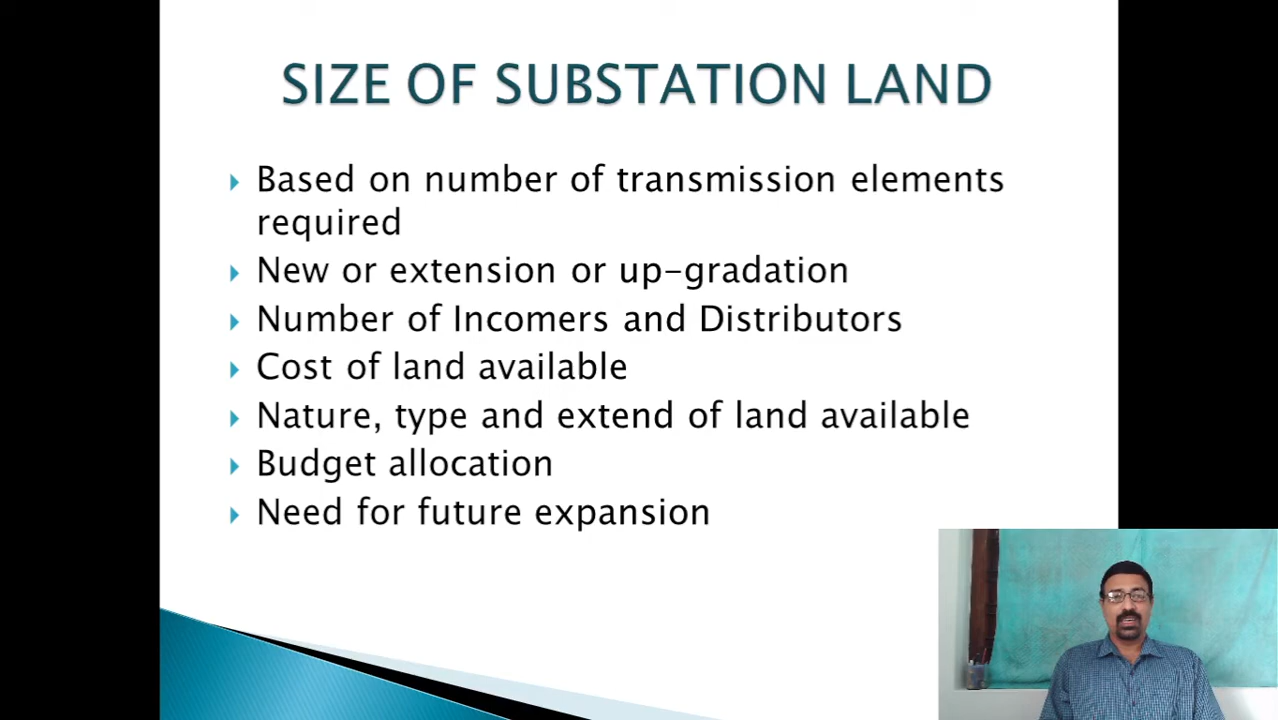 SIZE OF SUBSTATION LAND
Based on number of transmission elements
required
New or extension or up-gradation
Number of Incomers and Distributors
Cost of land available
Nature, type and extend of land available
Budget allocation
Need for future expansion